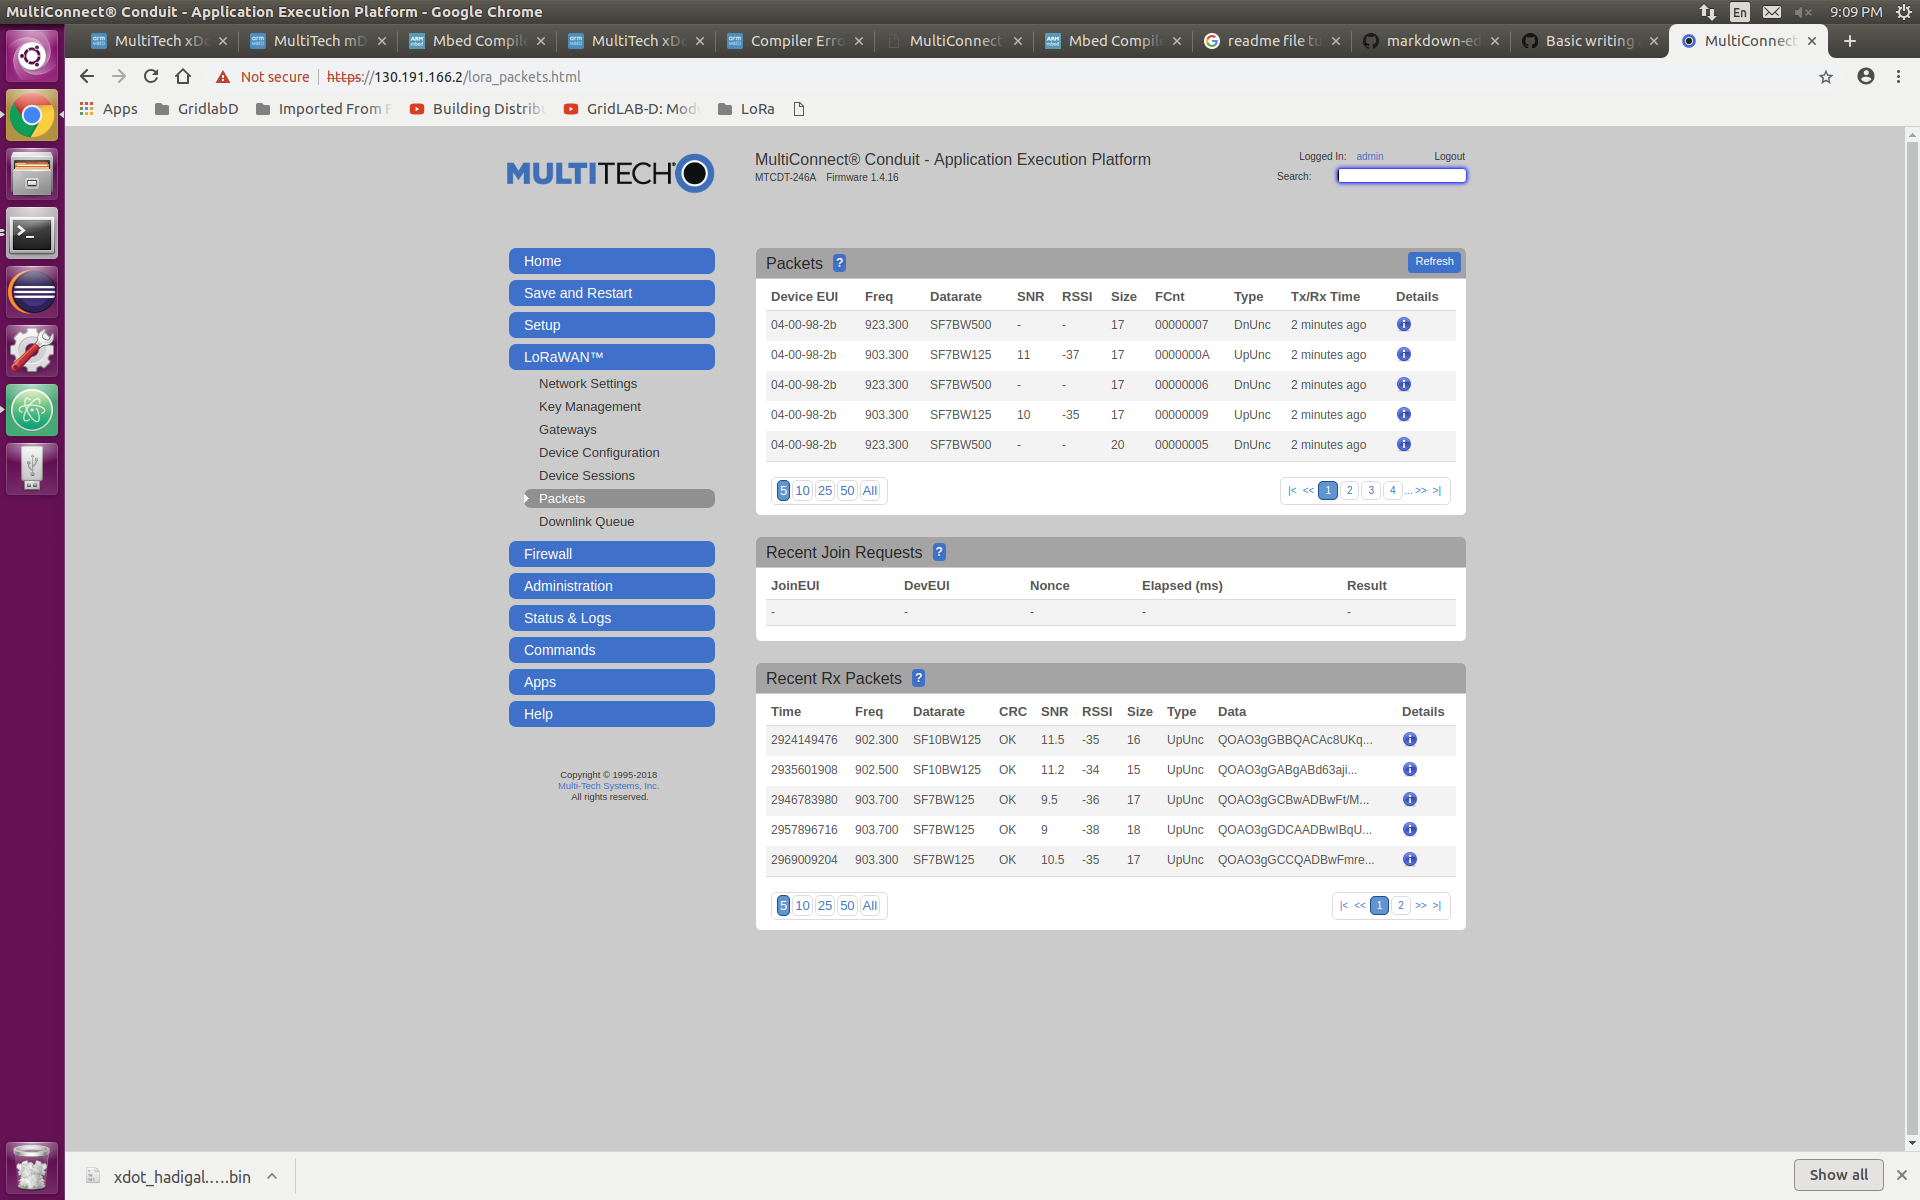 MultiConnect® Conduit - Application Execution Platform - Google Chrome
En 9:09 PM
MultiTech xDo MultiTech mD Mbed Compile MultiTech xDo Compiler Erro MultiConnect Mbed Compile readme file tu markdown-ed Basic writing MultiConnect
Not secure https://130.191.166.2/lora_packets.html
Apps GridlabD Imported From F Building Distribu GridLAB-D: Mod LoRa
MULTITECH
MultiConnect® Conduit - Application Execution Platform
MTCDT-246A Firmware 1.4.16
Logged In: admin Logout
Search:
Home
Save and Restart
Setup
LoRaWAN™
Network Settings
Key Management
Gateways
Device Configuration
Device Sessions
Packets
Downlink Queue
Firewall
Administration
Status & Logs
Commands
Apps
Help
Copyright © 1995-2018
Multi-Tech Systems, Inc.
All rights reserved.
Packets ? Refresh
Device EUI Freq Datarate SNR RSSI Size FCnt Type Tx/Rx Time Details
04-00-98-2b 923.300 SF7BW500 - - 17 00000007 DnUnc 2 minutes ago
04-00-98-2b 903.300 SF7BW125 11 -37 17 0000000A UpUnc 2 minutes ago
04-00-98-2b 923.300 SF7BW500 - - 17 00000006 DnUnc 2 minutes ago
04-00-98-2b 903.300 SF7BW125 10 -35 17 00000009 UpUnc 2 minutes ago
04-00-98-2b 923.300 SF7BW500 - - 20 00000005 DnUnc 2 minutes ago
5 10 25 50 All |< << 1 2 3 4 ... >> >|
Recent Join Requests ?
JoinEUI DevEUI Nonce Elapsed (ms) Result
- - - - -
Recent Rx Packets ?
Time Freq Datarate CRC SNR RSSI Size Type Data Details
2924149476 902.300 SF10BW125 OK 11.5 -35 16 UpUnc QOAO3gGBBQACAc8UKq...
2935601908 902.500 SF10BW125 OK 11.2 -34 15 UpUnc QOAO3gGABgABd63aji...
2946783980 903.700 SF7BW125 OK 9.5 -36 17 UpUnc QOAO3gGCBwADBwFt/M...
2957896716 903.700 SF7BW125 OK 9 -38 18 UpUnc QOAO3gGDCAADBwIBqU...
2969009204 903.300 SF7BW125 OK 10.5 -35 17 UpUnc QOAO3gGCCQADBwFmre...
5 10 25 50 All |< << 1 2 >> >|
xdot_hadigal.....bin Show all